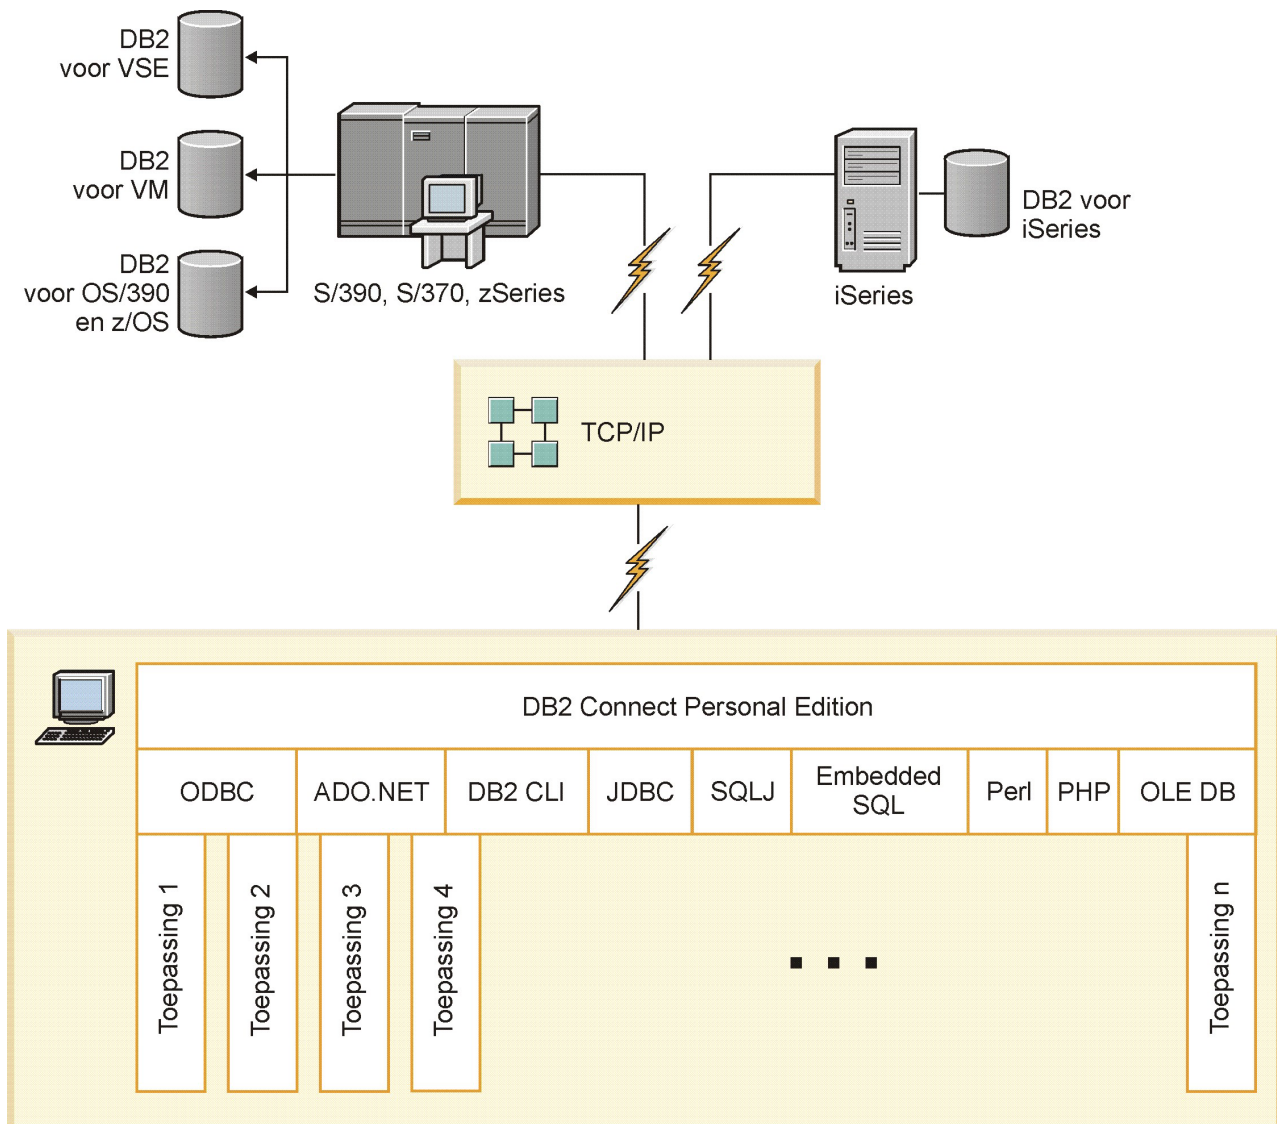 DB2
voor VSE
DB2
voor VM
DB2
voor OS/390
en z/OS
S/390, S/370, zSeries
iSeries
DB2 voor
iSeries
TCP/IP
DB2 Connect Personal Edition
ODBC
ADO.NET
DB2 CLI
JDBC
SQLJ
Embedded
SQL
Perl
PHP
OLE DB
Toepassing 1
Toepassing 2
Toepassing 3
Toepassing 4
...
Toepassing n